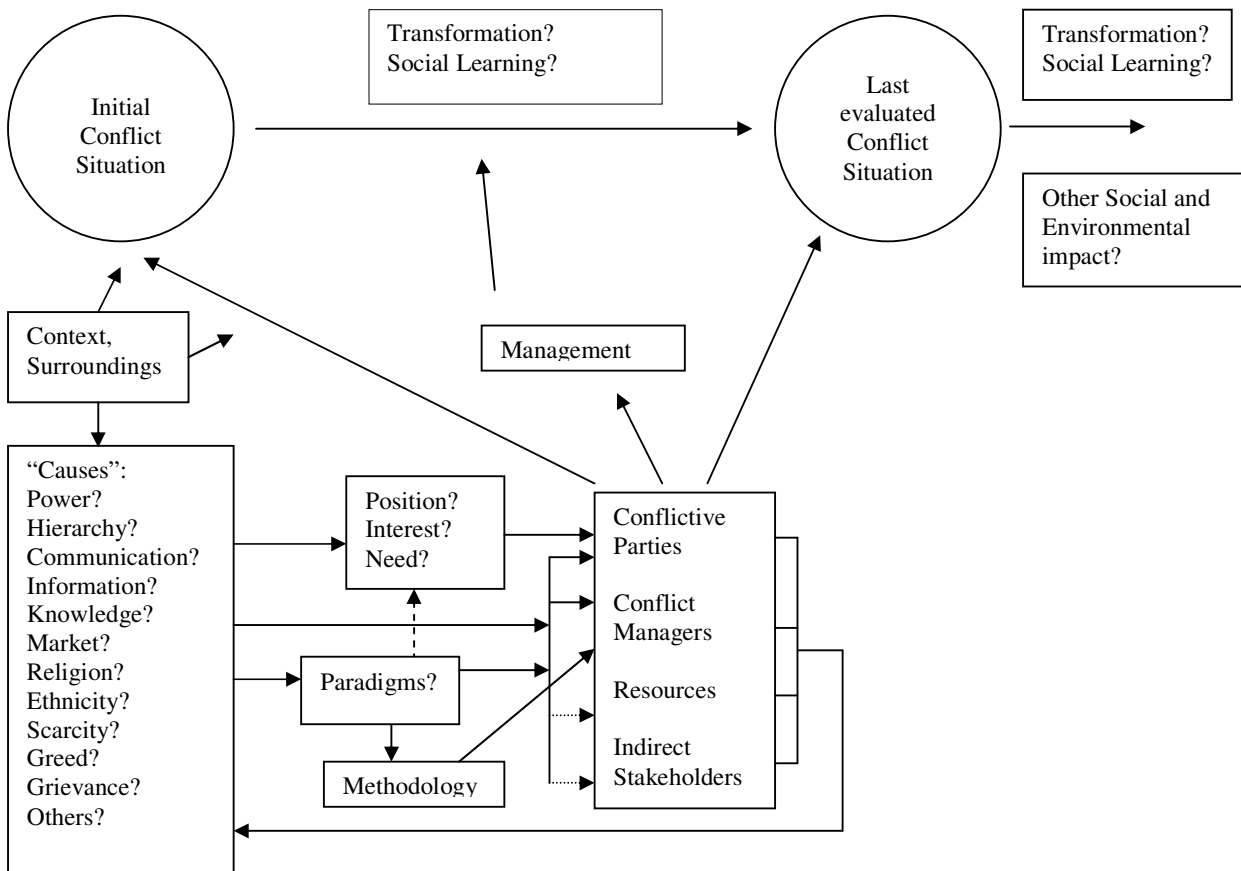 Transformation?
Social Learning?
Transformation?
Social Learning?
Initial
Conflict
Situation
Last
evaluated
Conflict
Situation
Other Social and
Environmental
impact?
Context,
Surroundings
Management
“Causes”:
Power?
Hierarchy?
Communication?
Information?
Knowledge?
Market?
Religion?
Ethnicity?
Scarcity?
Greed?
Grievance?
Others?
Position?
Interest?
Need?
Paradigms?
Methodology
Conflictive
Parties
Conflict
Managers
Resources
Indirect
Stakeholders